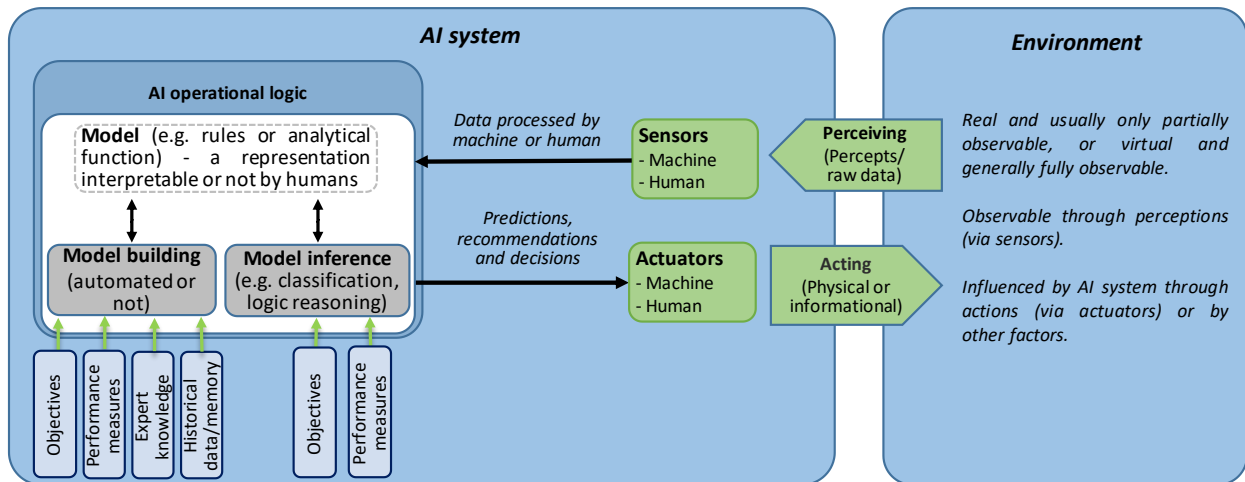 AI system
AI operational logic
Model (e.g. rules or analytical
function) - a representation
interpretable or not by humans
Model building
(automated or
not)
Model inference
(e.g. classification,
logic reasoning)
Objectives
Performance
measures
Expert
knowledge
Historical
data/memory
Objectives
Performance
measures
Data processed by
machine or human
Predictions,
recommendations
and decisions
Sensors
- Machine
- Human
Actuators
- Machine
- Human
Perceiving
(Percepts/
raw data)
Acting
(Physical or
informational)
Environment
Real and usually only partially
observable, or virtual and
generally fully observable.
Observable through perceptions
(via sensors).
Influenced by AI system through
actions (via actuators) or by
other factors.